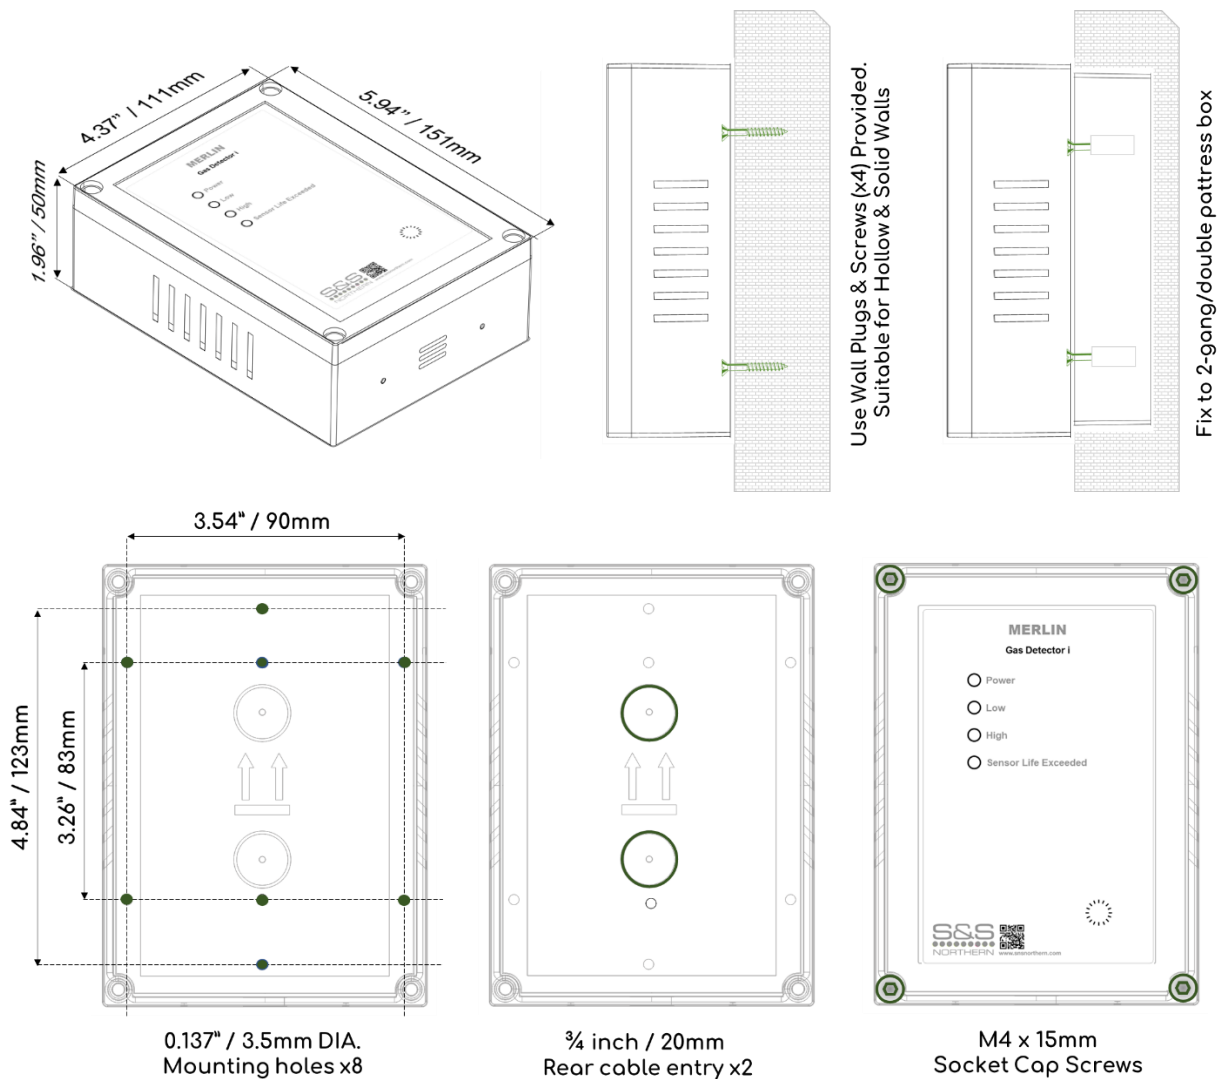 4.37” / 111mm
5.94” / 151mm
1.96” / 50mm
MERLIN
Gas Detector i
Power
Low
High
Sensor Life Exceeded
S&S
Use Wall Plugs & Screws (x4) Provided.
Suitable for Hollow & Solid Walls
Fix to 2-gang/double pattress box
3.54” / 90mm
4.84” / 123mm
3.26” / 83mm
0.137” / 3.5mm DIA.
Mounting holes x8
¾ inch / 20mm
Rear cable entry x2
MERLIN
Gas Detector i
Power
Low
High
Sensor Life Exceeded
S&S
NORTHERN
www.snsnorthern.com
M4 x 15mm
Socket Cap Screws